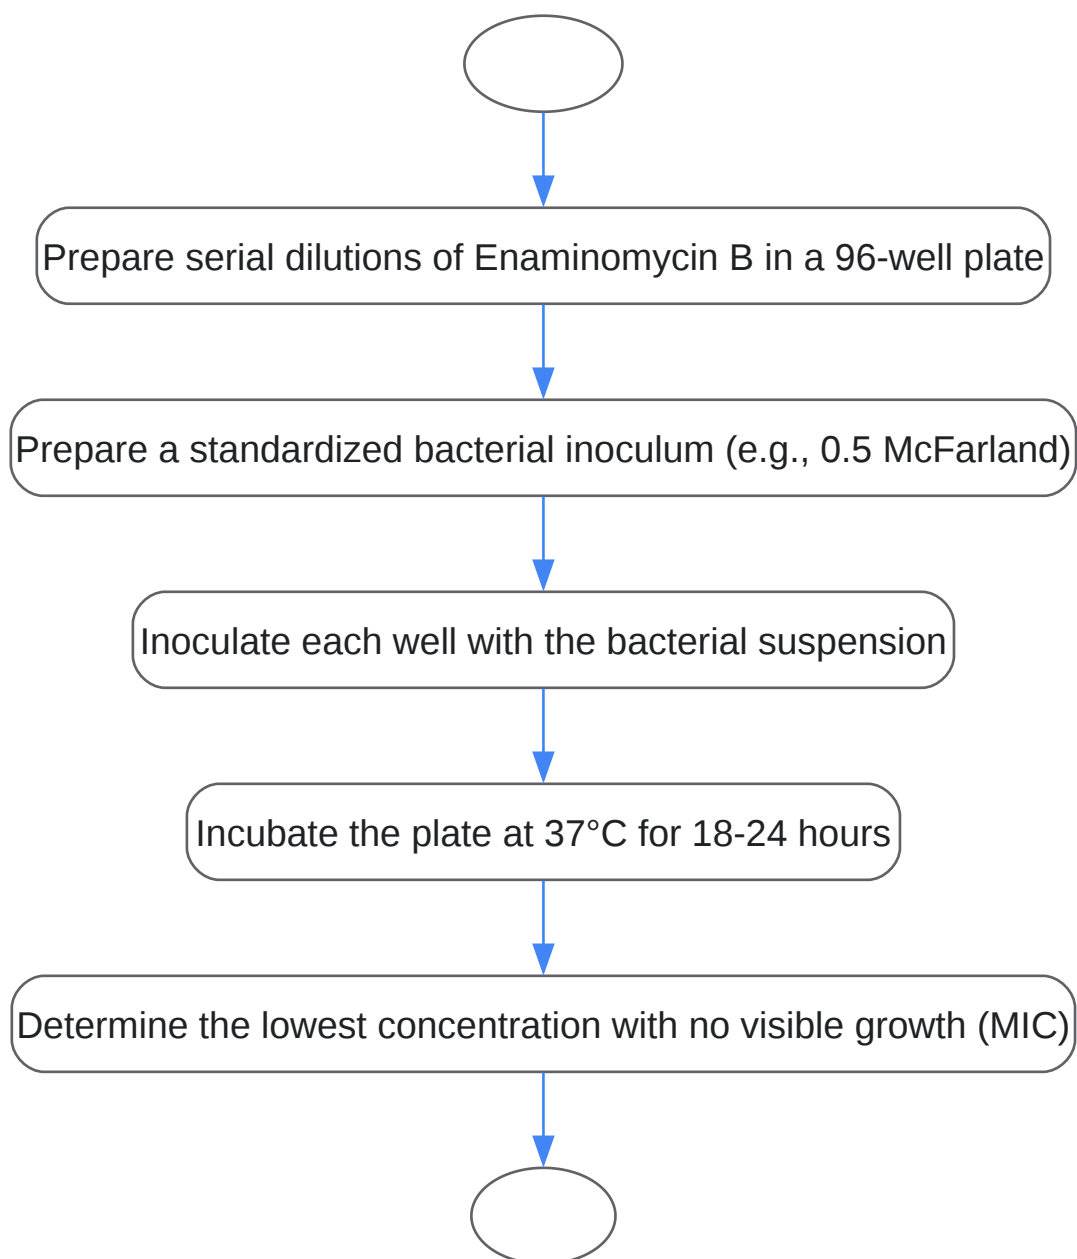 Prepare serial dilutions of Enaminomycin B in a 96-well plate
Prepare a standardized bacterial inoculum (e.g., 0.5 McFarland)
Inoculate each well with the bacterial suspension
Incubate the plate at 37°C for 18-24 hours
Determine the lowest concentration with no visible growth (MIC)